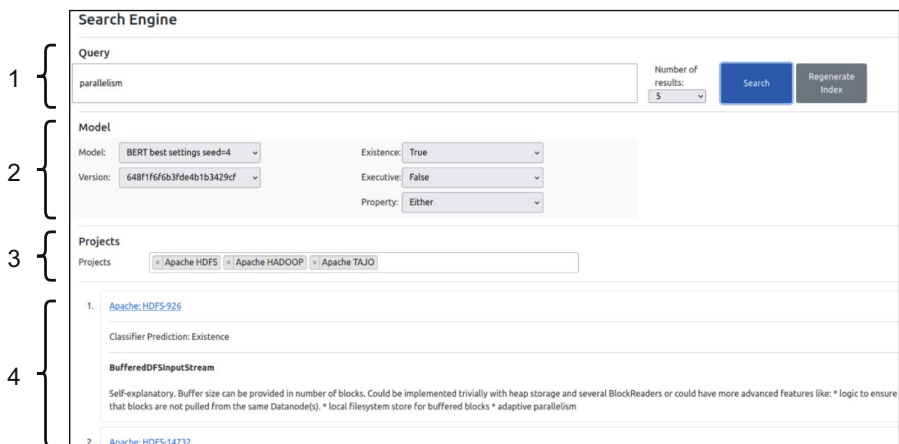 Search Engine
1
Query
parallelism
Number of
results:
5
Search
Regenerate
Index
2
Model
Model: BERT best settings seed=4
Existence: True
Version: 648f1f6f6b3fde4b1b3429cf
Executive: False
Property: Either
3
Projects
Projects × Apache HDFS × Apache HADOOP × Apache TAJO
4
1. Apache: HDFS-926
Classifier Prediction: Existence
BufferedDFSInputStream
Self-explanatory. Buffer size can be provided in number of blocks. Could be implemented trivially with heap storage and several BlockReaders or could have more advanced features like: * logic to ensure
that blocks are not pulled from the same Datanode(s). * local filesystem store for buffered blocks * adaptive parallelism
2. Apache: HDFS-14732